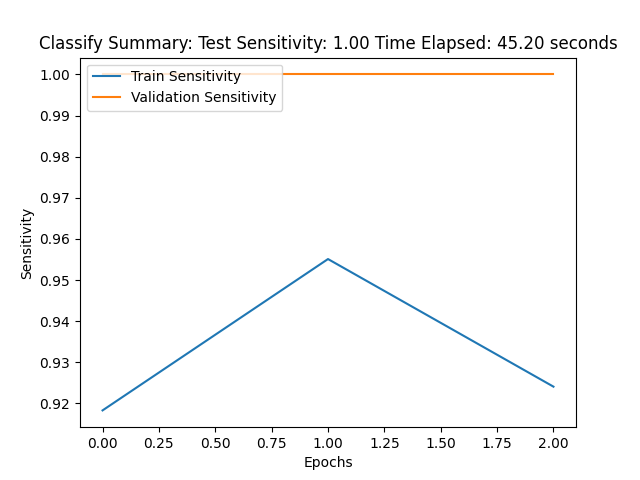 Classify Summary: Test Sensitivity: 1.00 Time Elapsed: 45.20 seconds
Train Sensitivity
Validation Sensitivity
1.00
0.99
0.98
0.97
0.96
0.95
0.94
0.93
0.92
Sensitivity
0.00 0.25 0.50 0.75 1.00 1.25 1.50 1.75 2.00
Epochs